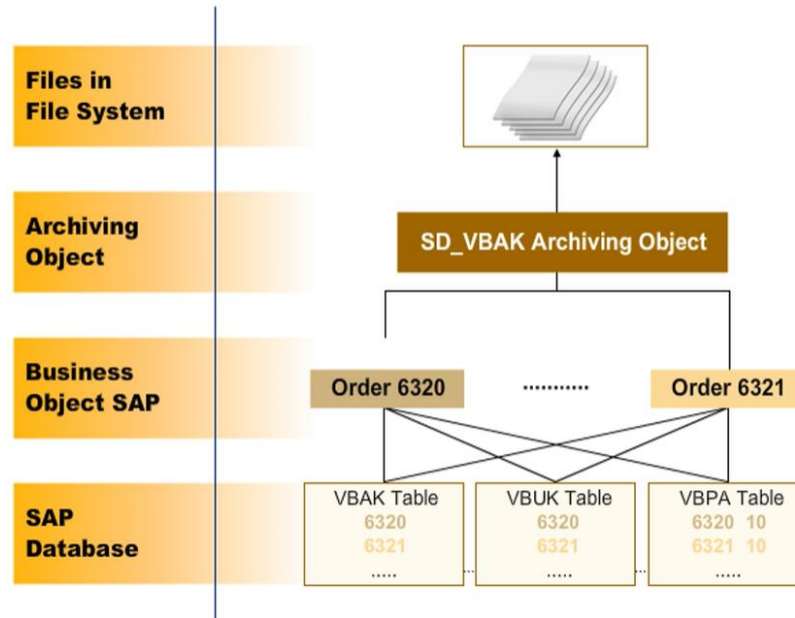 Files in
File System
Archiving
Object
SD_VBAK Archiving Object
Business
Object SAP
Order 6320
...........
Order 6321
SAP
Database
VBAK Table
6320
6321
.....
...
VBUK Table
6320
6321
.....
...
VBPA Table
6320 10
6321 10
.....